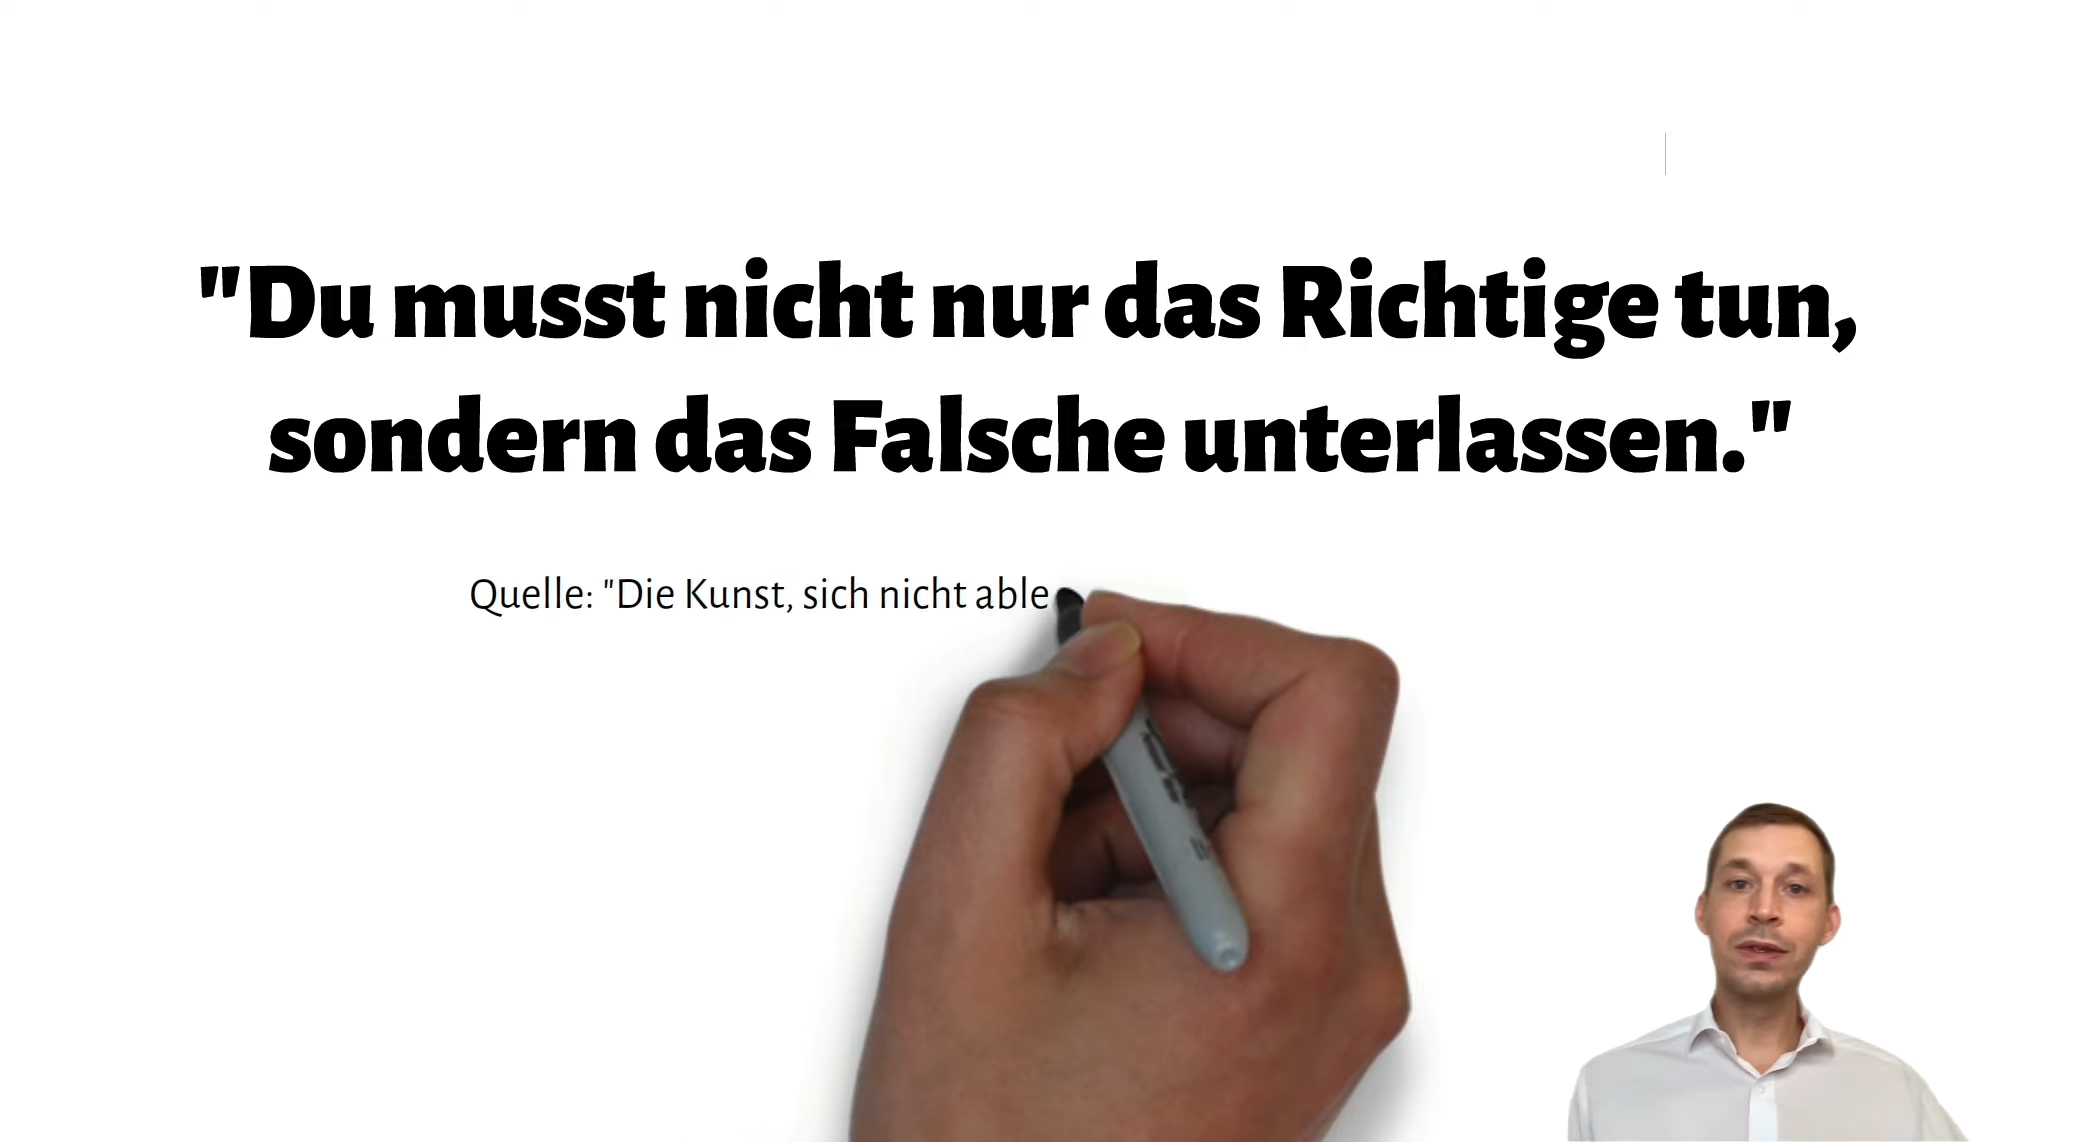 "Du musst nicht nur das Richtige tun,
sondern das Falsche unterlassen."
Quelle: "Die Kunst, sich nicht able